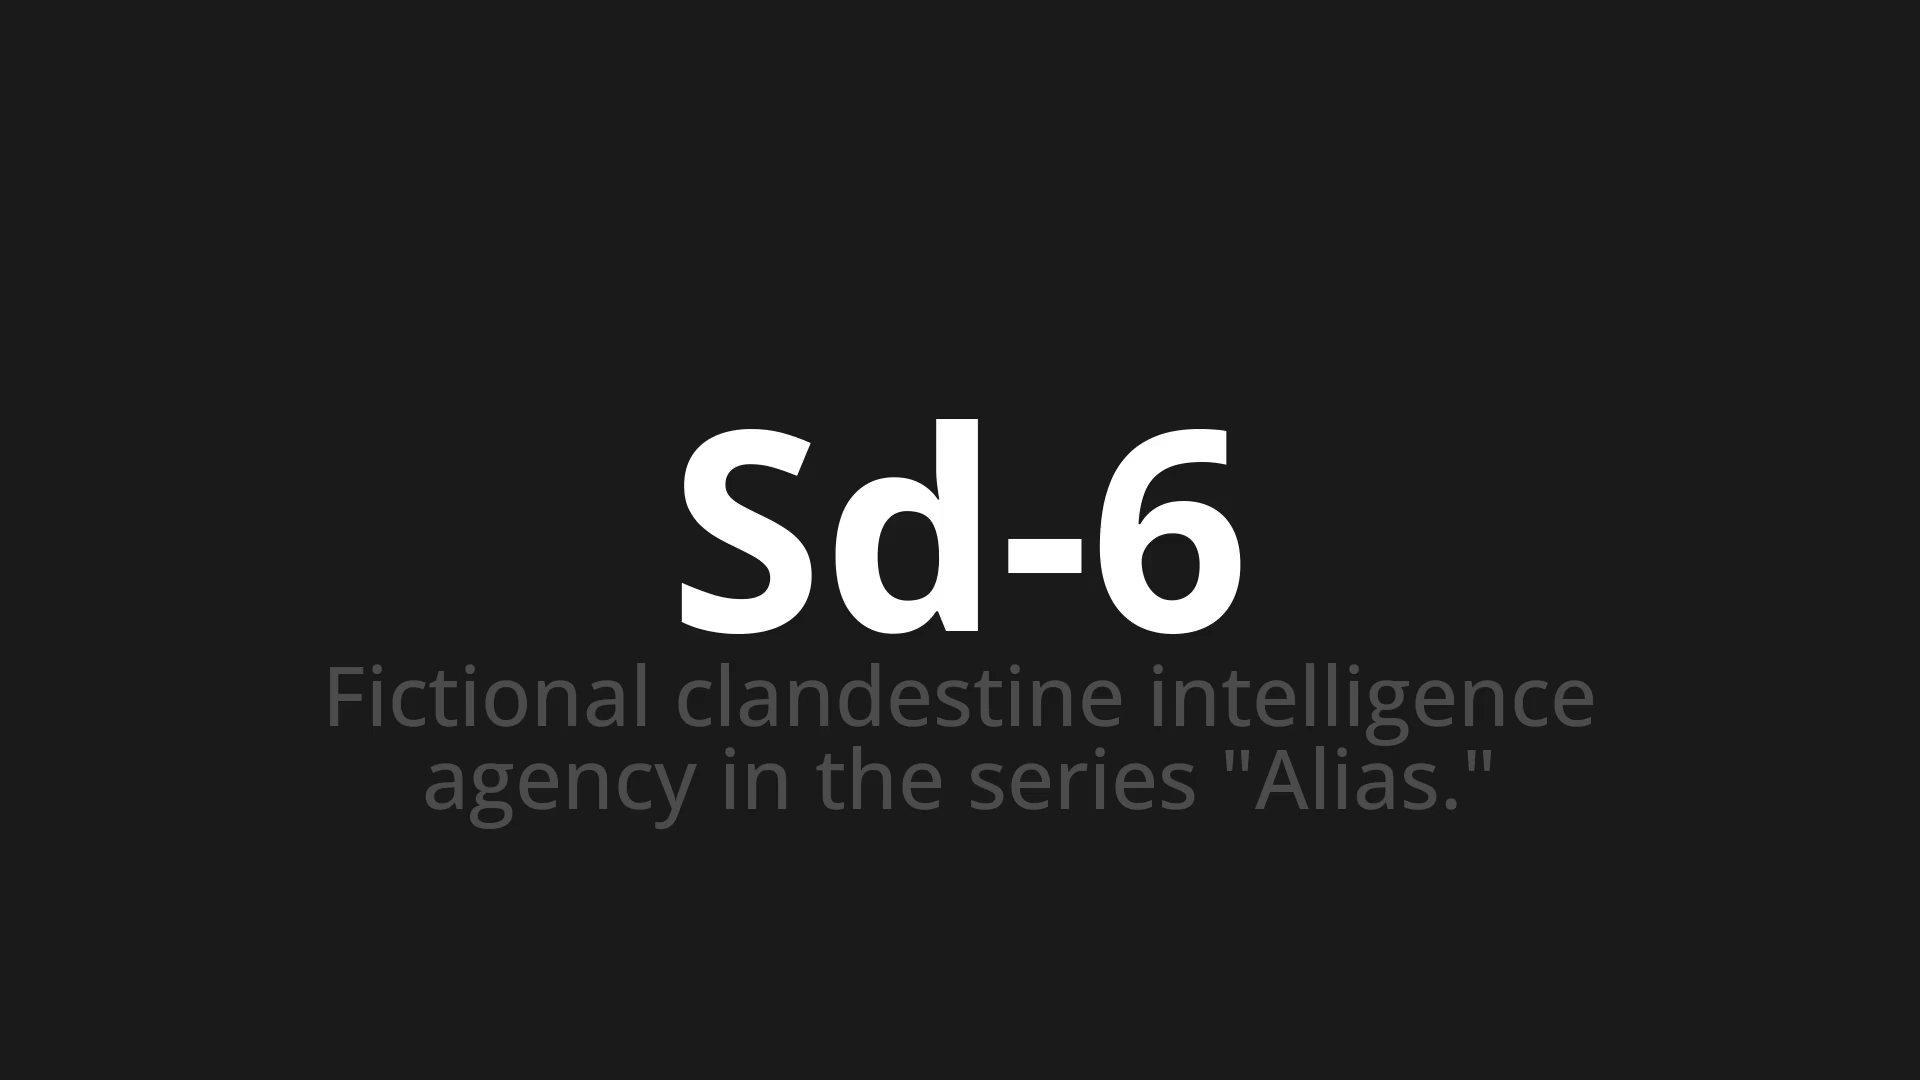 Sd-6
Fictional clandestine intelligence
agency in the series "Alias."